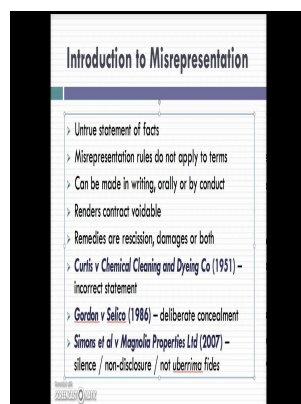 Introduction to Misrepresentation
Untrue statement of facts
Misrepresentation rules do not apply to terms
Can be made in writing, orally or by conduct
Renders contract voidable
Remedies are rescission, damages or both
Curtis v Chemical Cleaning and Dyeing Co (1951) –
incorrect statement
Gordon v Selico (1986) – deliberate concealment
Simons et al v Magnolia Properties Ltd (2007) –
silence / non-disclosure / not uberrima fides